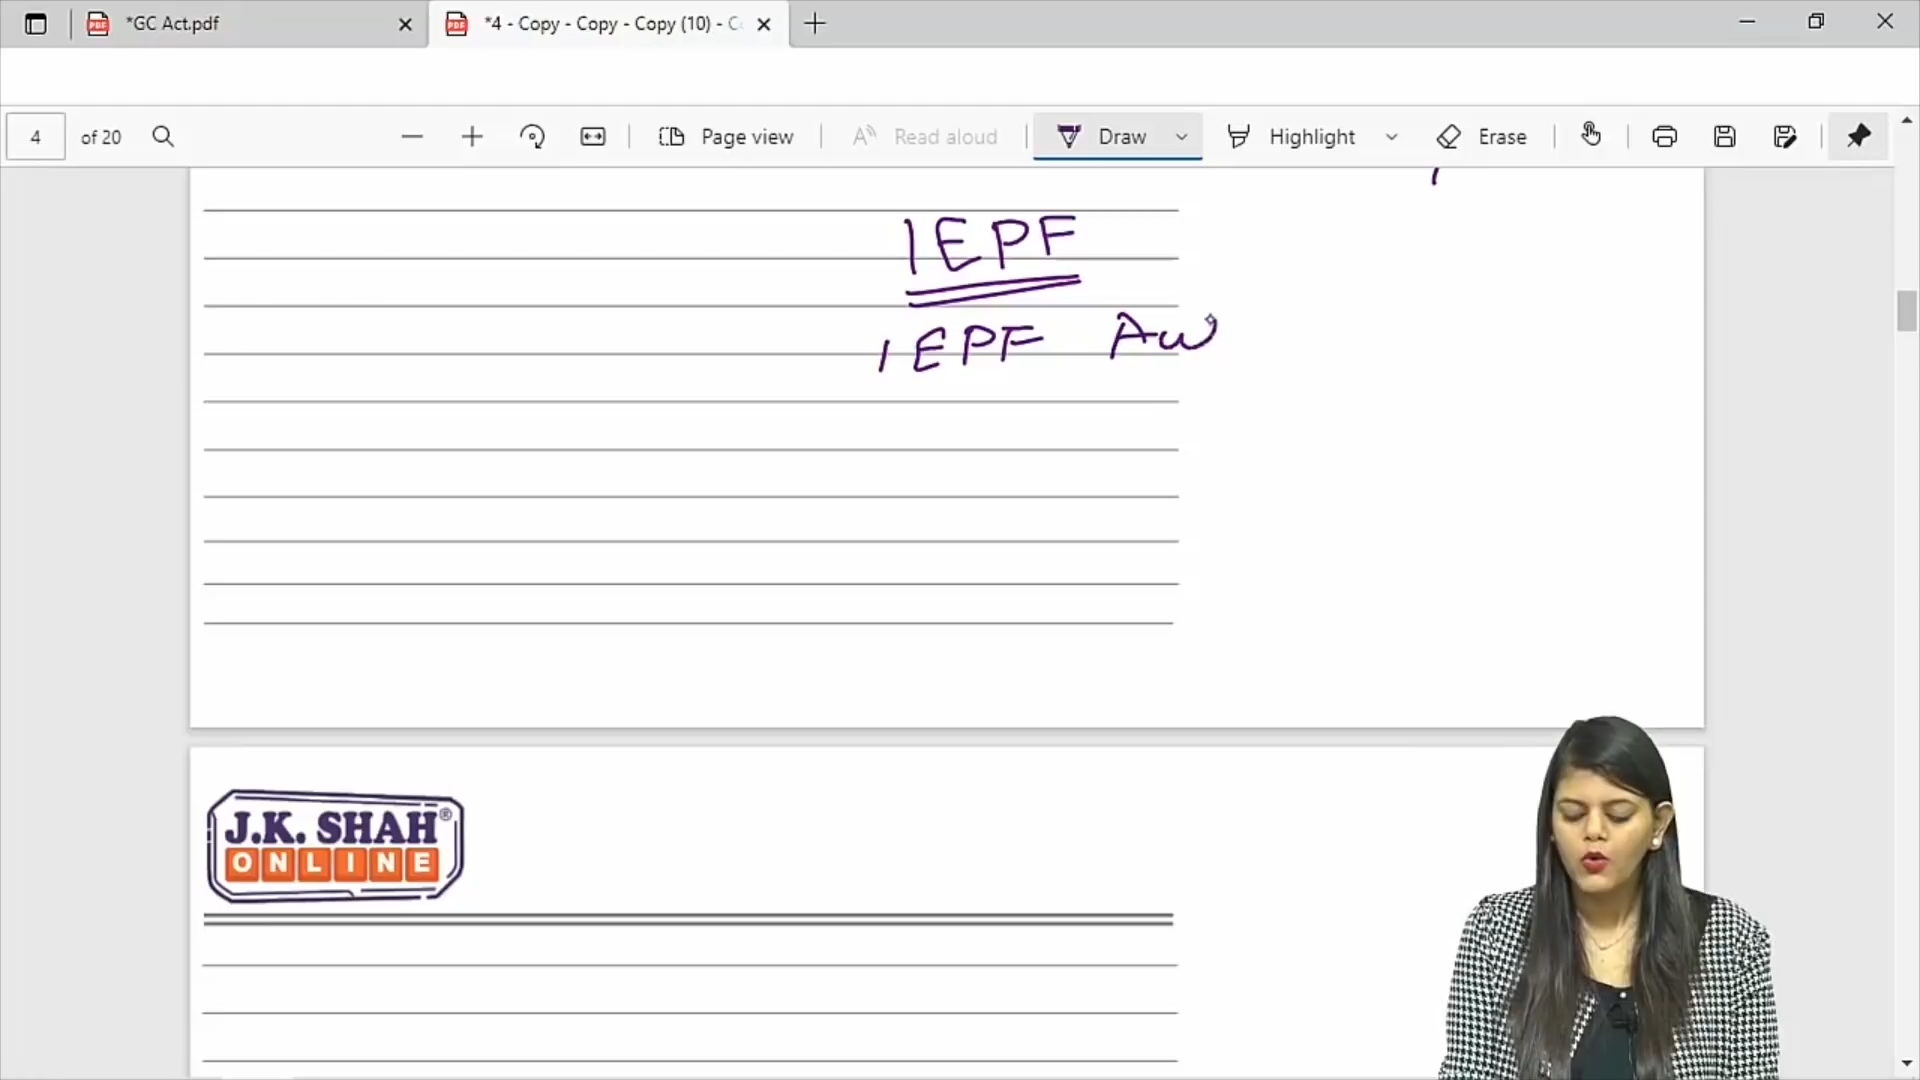 *GC Act.pdf
*4 - Copy - Copy - Copy (10) - C
4 of 20
Page view
Read aloud
Draw
Highlight
Erase
IEPF
IEPF Au
J.K. SHAH®
ONLINE